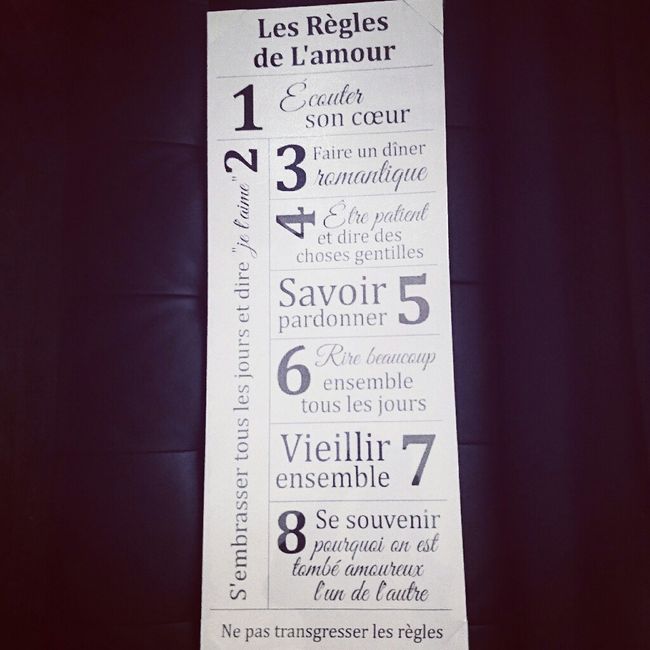 Les Règles
de L'amour
1 Écouter
son cœur
2 S'embrasser tous les jours et dire "je t'aime"
3 Faire un dîner
romantique
4 Être patient
et dire des
choses gentilles
Savoir 5
pardonner
6 Rire beaucoup
ensemble
tous les jours
Vieillir 7
ensemble
8 Se souvenir
pourquoi on est
tombé amoureux
l'un de l'autre
Ne pas transgresser les règles